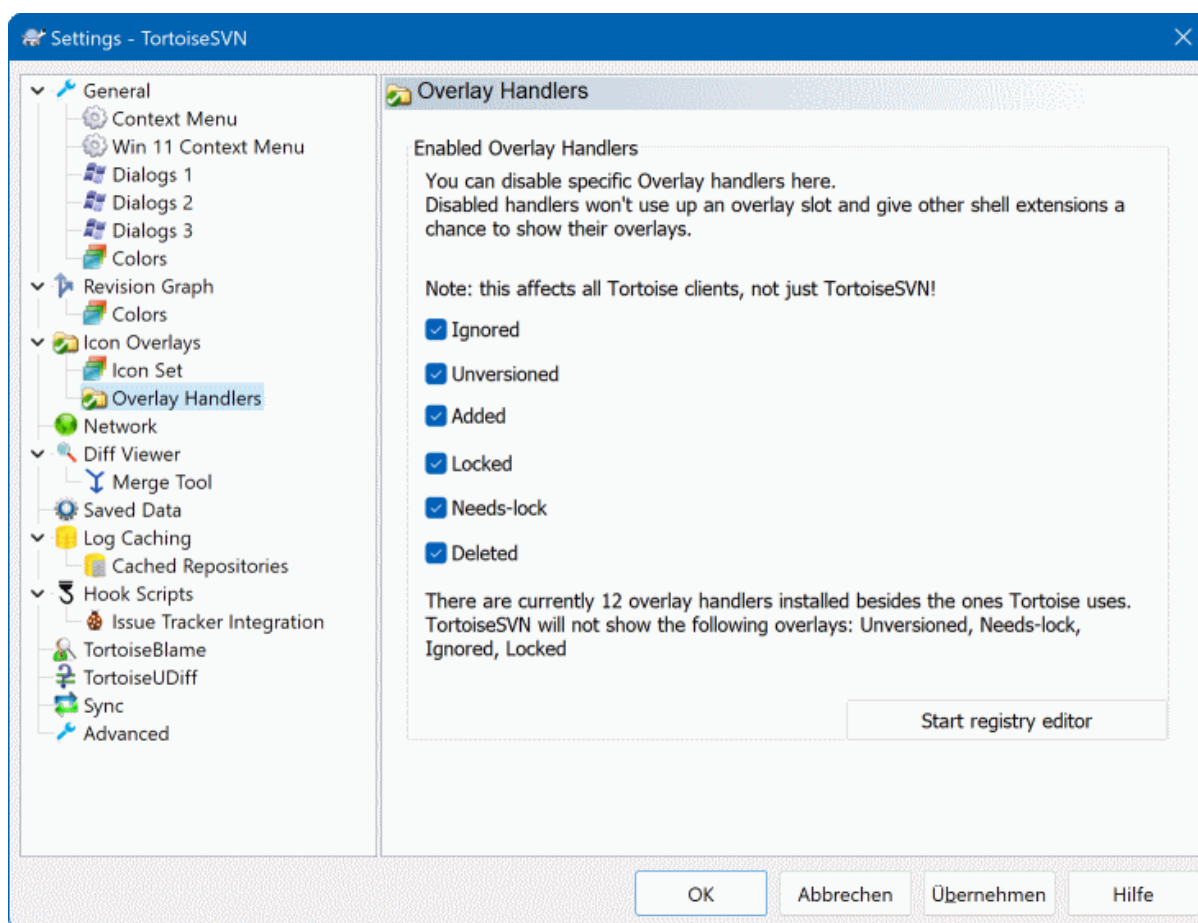 Settings - TortoiseSVN
General
Context Menu
Win 11 Context Menu
Dialogs 1
Dialogs 2
Dialogs 3
Colors
Revision Graph
Colors
Icon Overlays
Icon Set
Overlay Handlers
Network
Diff Viewer
Merge Tool
Saved Data
Log Caching
Cached Repositories
Hook Scripts
Issue Tracker Integration
TortoiseBlame
TortoiseUDiff
Sync
Advanced
Overlay Handlers
Enabled Overlay Handlers
You can disable specific Overlay handlers here.
Disabled handlers won't use up an overlay slot and give other shell extensions a
chance to show their overlays.
Note: this affects all Tortoise clients, not just TortoiseSVN!
Ignored
Unversioned
Added
Locked
Needs-lock
Deleted
There are currently 12 overlay handlers installed besides the ones Tortoise uses.
TortoiseSVN will not show the following overlays: Unversioned, Needs-lock,
Ignored, Locked
Start registry editor
OK
Abbrechen
Übernehmen
Hilfe